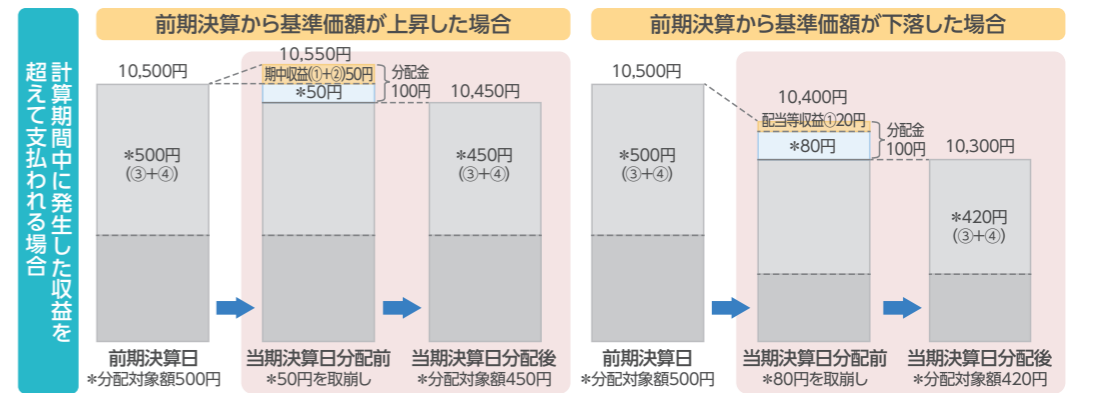 計算期間中に発生した収益を
超えて支払われる場合
前期決算から基準価額が上昇した場合
10,500円
*500円
(③+④)
前期決算日
*分配対象額500円
10,550円
期中収益(①+②)50円
*50円
分配金
100円
当期決算日分配前
*50円を取崩し
10,450円
*450円
(③+④)
当期決算日分配後
*分配対象額450円
前期決算から基準価額が下落した場合
10,500円
*500円
(③+④)
前期決算日
*分配対象額500円
10,400円
配当等収益①20円
*80円
分配金
100円
当期決算日分配前
*80円を取崩し
10,300円
*420円
(③+④)
当期決算日分配後
*分配対象額420円